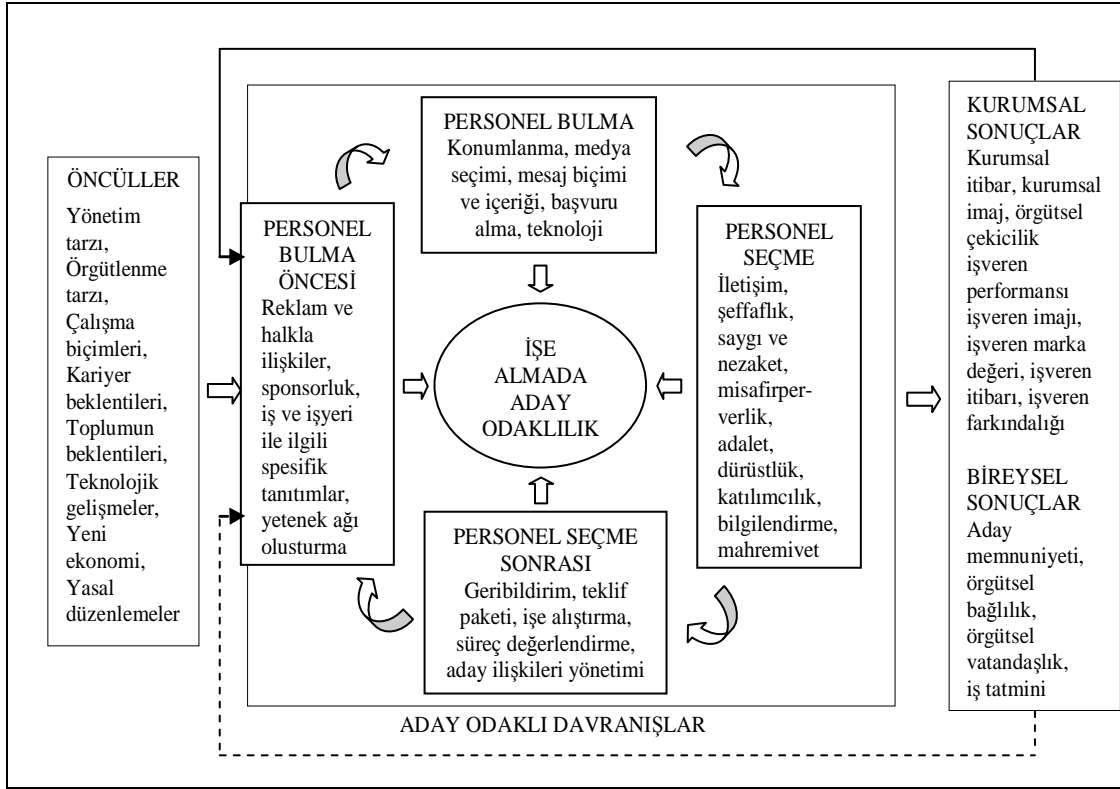 ÖNCÜLLER
Yönetim
tarzı,
Örgütlenme
tarzı,
Çalışma
biçimleri,
Kariyer
beklentileri,
Toplumun
beklentileri,
Teknolojik
gelişmeler,
Yeni
ekonomi,
Yasal
düzenlemeler
PERSONEL
BULMA
ÖNCESİ
Reklam ve
halkla
ilişkiler,
sponsorluk,
iş ve işyeri
ile ilgili
spesifik
tanıtımlar,
yetenek ağı
olusturma
PERSONEL BULMA
Konumlanma, medya
seçimi, mesaj biçimi
ve içeriği, başvuru
alma, teknoloji
İŞE
ALMADA
ADAY
ODAKLILIK
PERSONEL SEÇME
SONRASI
Geribildirim, teklif
paketi, işe alıştırma,
süreç değerlendirme,
aday ilişkileri yönetimi
PERSONEL
SEÇME
İletişim,
şeffaflık,
saygı ve
nezaket,
misafirper-
verlik,
adalet,
dürüstlük,
katılımcılık,
bilgilendirme,
mahremivet
ADAY ODAKLI DAVRANIŞLAR
KURUMSAL
SONUÇLAR
Kurumsal
itibar, kurumsal
imaj, örgütsel
çekicilik
işveren
performansı
işveren imajı,
işveren marka
değeri, işveren
itibarı, işveren
farkındalığı
BİREYSEL
SONUÇLAR
Aday
memnuniyeti,
örgütsel
bağlılık,
örgütsel
vatandaşlık,
iş tatmini